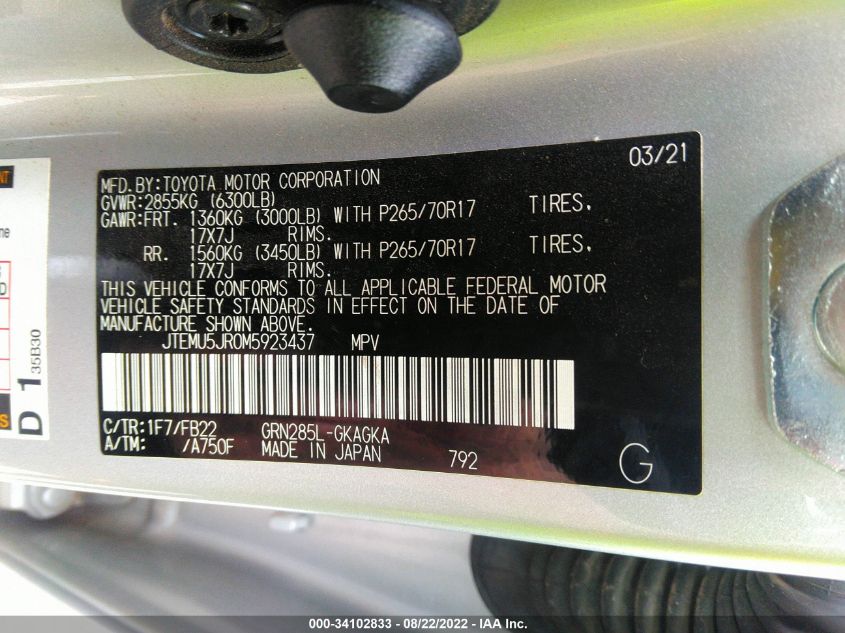 03/21
MFD.BY:TOYOTA MOTOR CORPORATION
GVWR:2855KG (6300LB)
GAWR:FRT. 1360KG (3000LB) WITH P265/70R17 TIRES,
17X7J RIMS.
RR. 1560KG (3450LB) WITH P265/70R17 TIRES,
17X7J RIMS.
THIS VEHICLE CONFORMS TO ALL APPLICABLE FEDERAL MOTOR
VEHICLE SAFETY STANDARDS IN EFFECT ON THE DATE OF
MANUFACTURE SHOWN ABOVE.
JTEMU5JR0M5923437 MPV
C/TR:1F7/FB22 GRN285L-GKAGKA
A/TM: /A750F MADE IN JAPAN 792
G
D 1 35B30
000-34102833 - 08/22/2022 - IAA Inc.